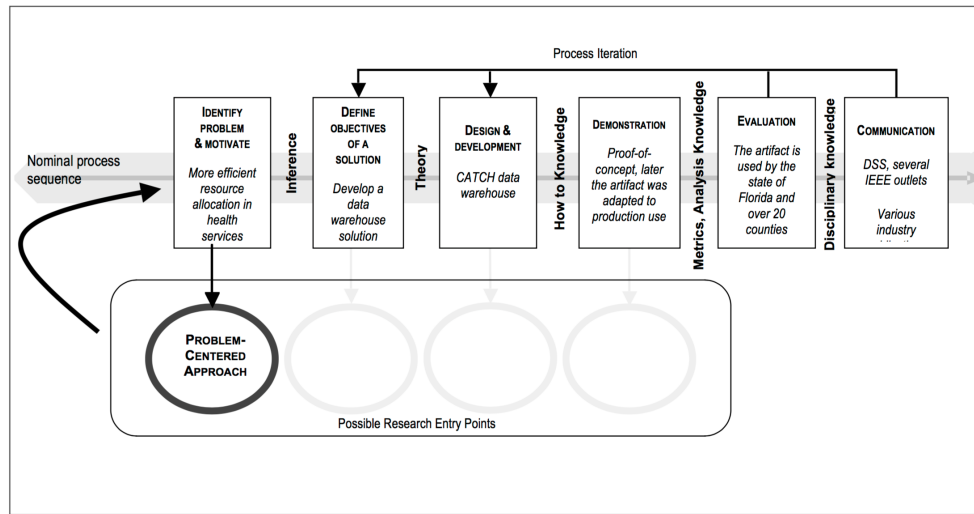 Process Iteration
Nominal process
sequence
IDENTIFY
PROBLEM
& MOTIVATE
More efficient
resource
allocation in
health
services
Inference
DEFINE
OBJECTIVES
OF A
SOLUTION
Develop a
data
warehouse
solution
Theory
DESIGN &
DEVELOPMENT
CATCH data
warehouse
How to Knowledge
DEMONSTRATION
Proof-of-
concept, later
the artifact was
adapted to
production use
Metrics, Analysis Knowledge
EVALUATION
The artifact is
used by the
state of
Florida and
over 20
counties
Disciplinary knowledge
COMMUNICATION
DSS, several
IEEE outlets
Various
industry
PROBLEM-
CENTERED
APPROACH
Possible Research Entry Points